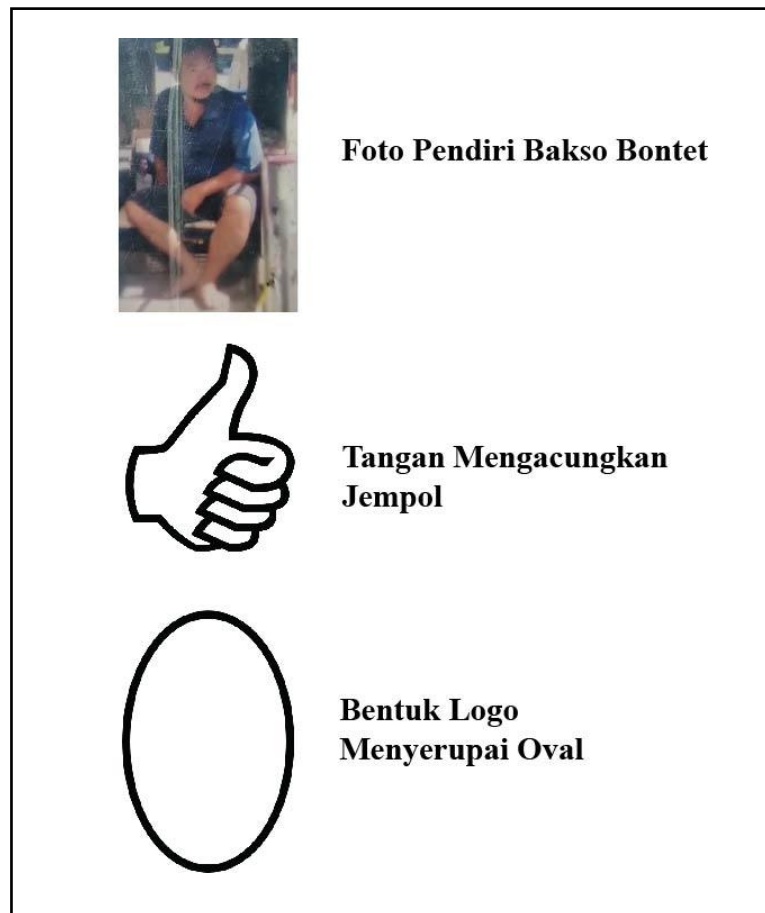 Foto Pendiri Bakso Bontet
Tangan Mengacungkan
Jempol
Bentuk Logo
Menyerupai Oval